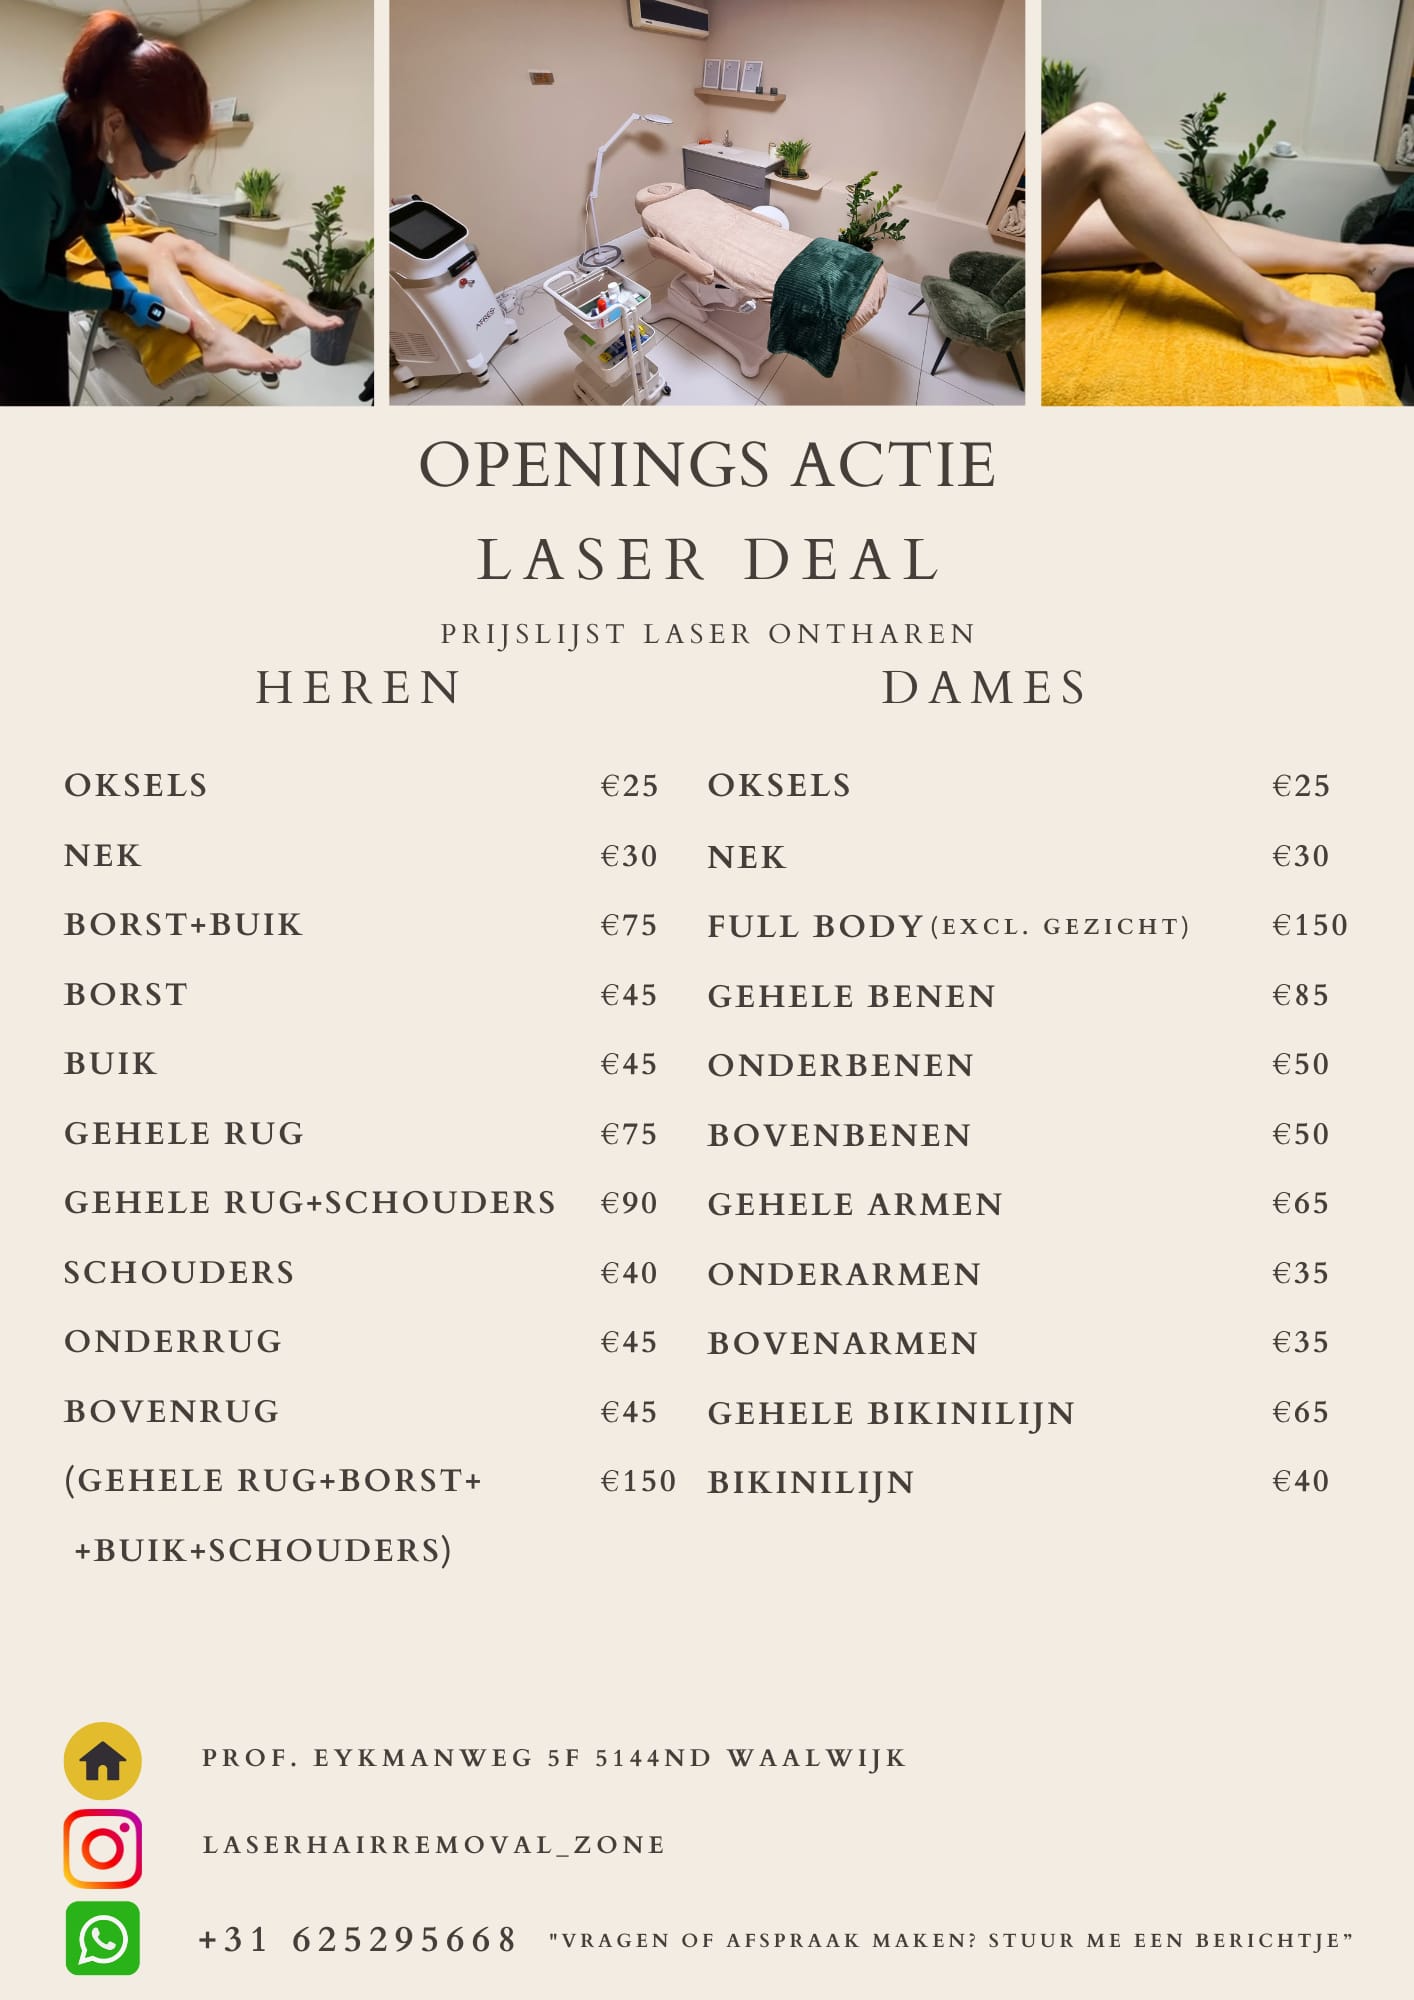 OPENINGS ACTIE
LASER DEAL
PRIJSLIJST LASER ONTHAREN
HEREN
OKSELS €25
NEK €30
BORST+BUIK €75
BORST €45
BUIK €45
GEHELE RUG €75
GEHELE RUG+SCHOUDERS €90
SCHOUDERS €40
ONDERRUG €45
BOVENRUG €45
(GEHELE RUG+BORST+ €150
+BUIK+SCHOUDERS)
DAMES
OKSELS €25
NEK €30
FULL BODY (EXCL. GEZICHT) €150
GEHELE BENEN €85
ONDERBENEN €50
BOVENBENEN €50
GEHELE ARMEN €65
ONDERARMEN €35
BOVENARMEN €35
GEHELE BIKINILIJN €65
BIKINILIJN €40
PROF. EYKMANWEG 5F 5144ND WAALWIJK
LASERHAIRREMOVAL_ZONE
+31 625295668 "VRAGEN OF AFSPRAAK MAKEN? STUUR ME EEN BERICHTJE”